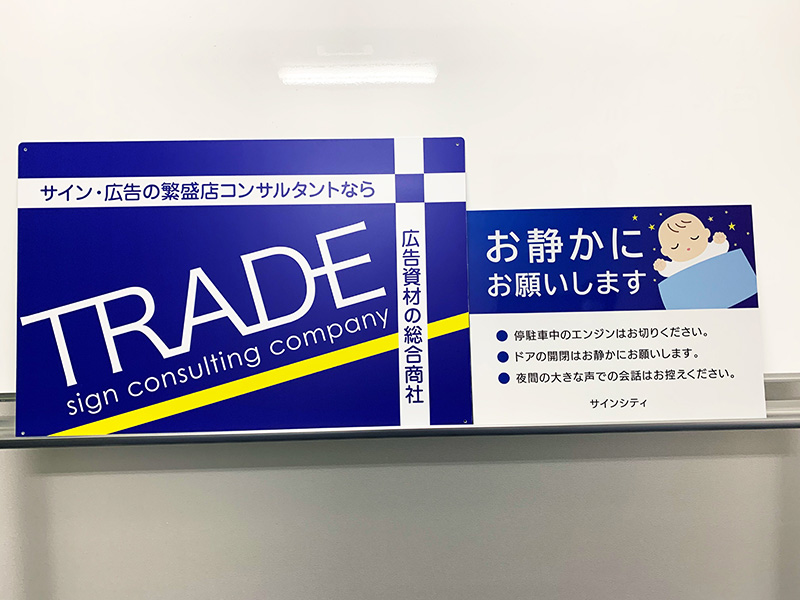 サイン・広告の繁盛店コンサルタントなら
TRADE
sign consulting company
広告資材の総合商社
お静かに
お願いします
● 停駐車中のエンジンはお切りください。
● ドアの開閉はお静かにお願いします。
● 夜間の大きな声での会話はお控えください。
サインシティ